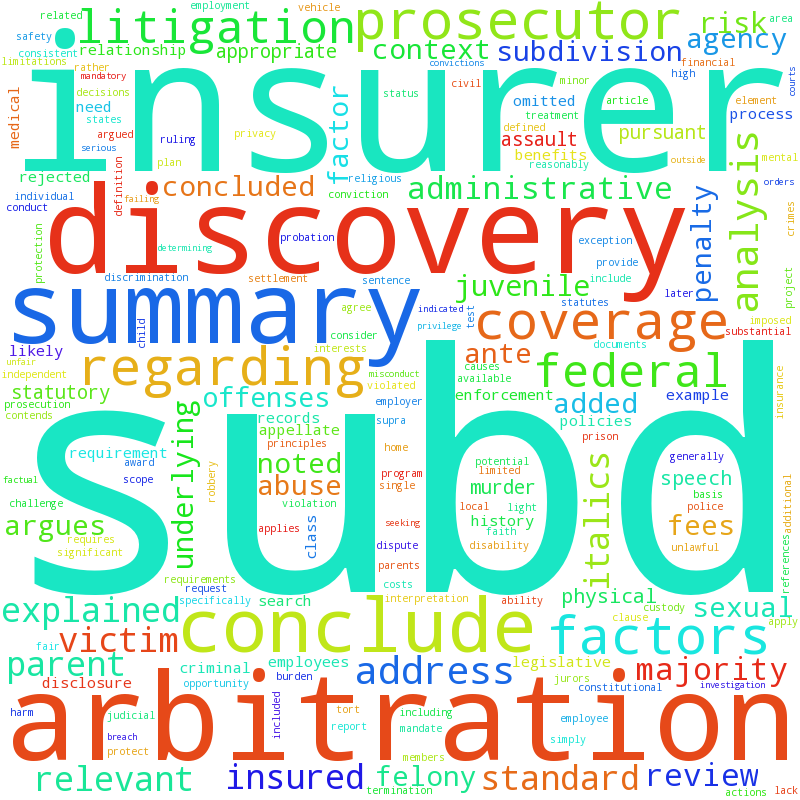 employment
vehicle
related
litigation
prosecutor
risk
area
safety
consistent
relationship
appropriate
context
subdivision
agency
limitations
rather
mandatory
convictions
financial
insurer
medical
decisions
need
states
argued
serious
ruling
privacy
plan
factor
status
civil
minor
high
courts
omitted
article
element
treatment
defined
assault
pursuant
process
benefits
reasonably
outside
mental
rejected
concluded
religious
conviction
administrative
analysis
individual
conduct
definition
failing
orders
crimes
discovery
protection
determining
probation
exception
provide
penalty
discrimination
settlement
sentence
juvenile
include
project
statutes
later
summary
child
agree
consider
interests
indicated
privilege
test
coverage
imposed
substantial
likely
unfair
independent
regarding
misconduct
violated
ante
documents
causes
available
federal
statutory
offenses
employer
enforcement
added
example
insurance
prosecution
contends
underlying
records
appellate
supra
policies
principles
requirement
award
scope
noted
home
prison
generally
factual
robbery
abuse
program
single
potential
limited
murder
speech
basis
challenge
argues
violation
local
light
history
faith
italics
police
fees
additional
requires
significant
applies
class
seeking
dispute
disability
unlawful
references
subd
parents
requirements
request
costs
physical
custody
explained
specifically
search
interpretation
ability
clause
sexual
apply
conclude
factors
victim
fair
parent
criminal
employees
address
legislative
majority
opportunity
burden
jurors
disclosure
constitutional
investigation
arbitration
harm
judicial
breach
protect
included
tort
report
including
mandate
employee
simply
members
relevant
insured
felony
termination
standard
review
actions
lack